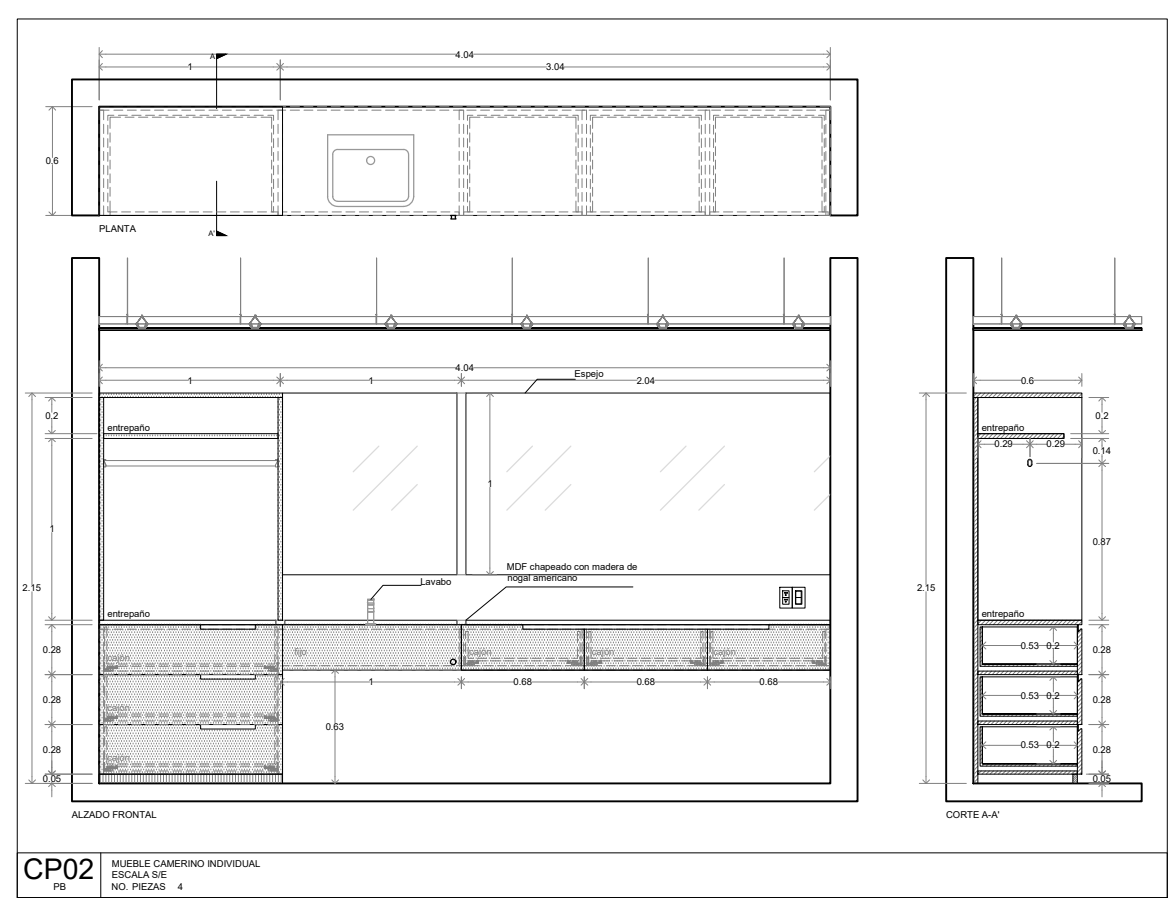 4.04
A
1
3.04
0.6
PLANTA
A'
4.04
1
1
2.04
Espejo
0.2
entrepaño
1
1
2.15
MDF chapeado con madera de
nogal americano
Lavabo
entrepaño
0.28
cajón
fijo
cajón
cajón
cajón
1
0.68
0.68
0.68
0.28
cajón
0.63
0.28
cajón
0.05
ALZADO FRONTAL
0.6
0.2
entrepaño
0.29
0.29
0.14
0.87
2.15
entrepaño
0.53
0.2
0.28
0.53
0.2
0.28
0.53
0.2
0.28
0.05
CORTE A-A'
CP02
PB
MUEBLE CAMERINO INDIVIDUAL
ESCALA S/E
NO. PIEZAS 4